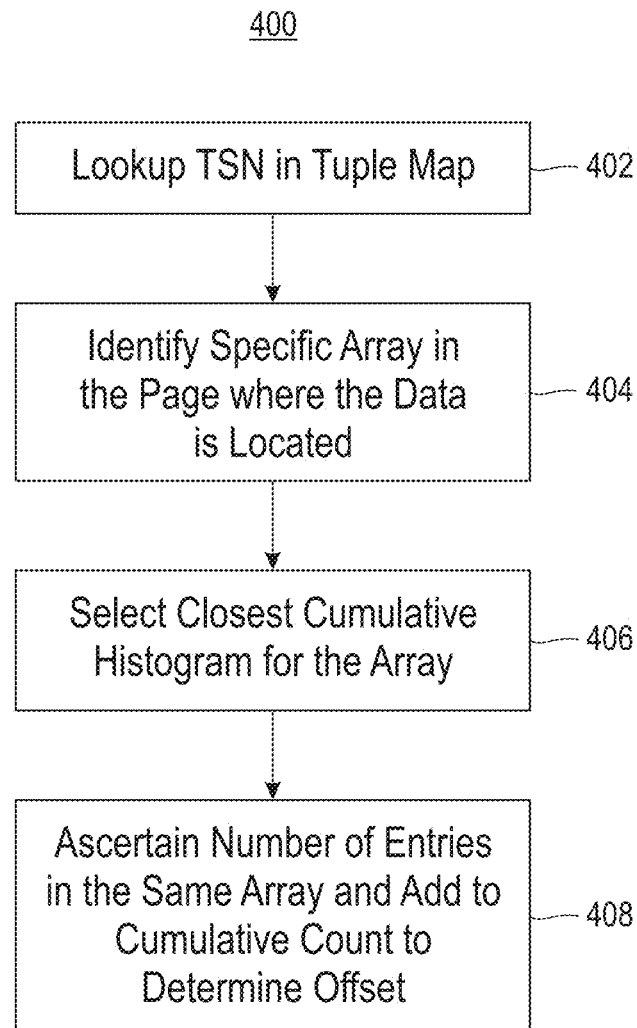 400
Lookup TSN in Tuple Map
402
Identify Specific Array in
the Page where the Data
is Located
404
Select Closest Cumulative
Histogram for the Array
406
Ascertain Number of Entries
in the Same Array and Add to
Cumulative Count to
Determine Offset
408